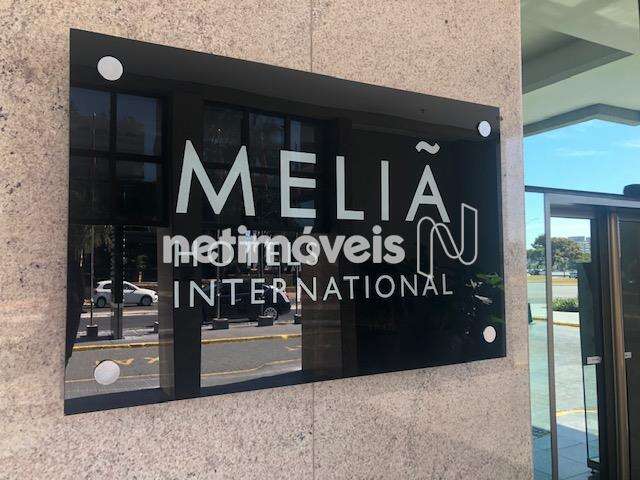 MELIÃ
HOTELS
INTERNATIONAL
netimóveis